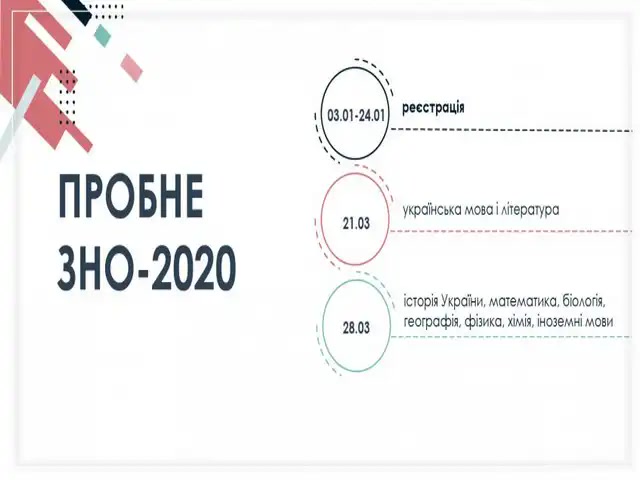 ПРОБНЕ
ЗНО-2020
03.01-24.01
реєстрація
21.03
українська мова і література
28.03
історія України, математика, біологія,
географія, фізика, хімія, іноземні мови